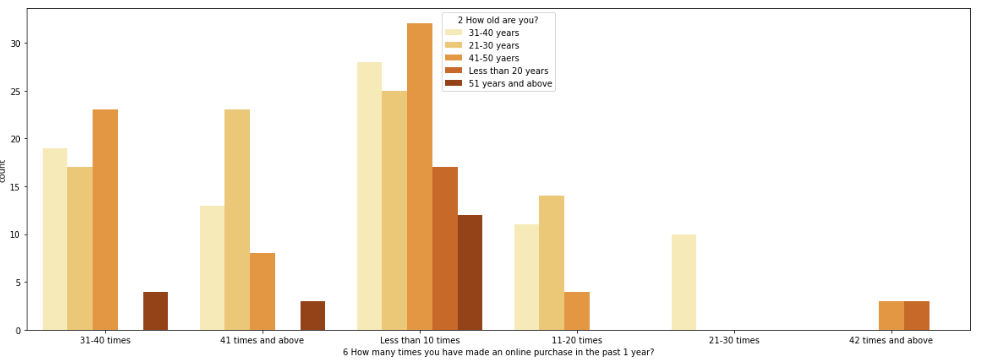 2 How old are you?
31-40 years
21-30 years
41-50 yaers
Less than 20 years
51 years and above
30
25
20
15
10
5
0
count
31-40 times
41 times and above
Less than 10 times
11-20 times
21-30 times
42 times and above
6 How many times you have made an online purchase in the past 1 year?